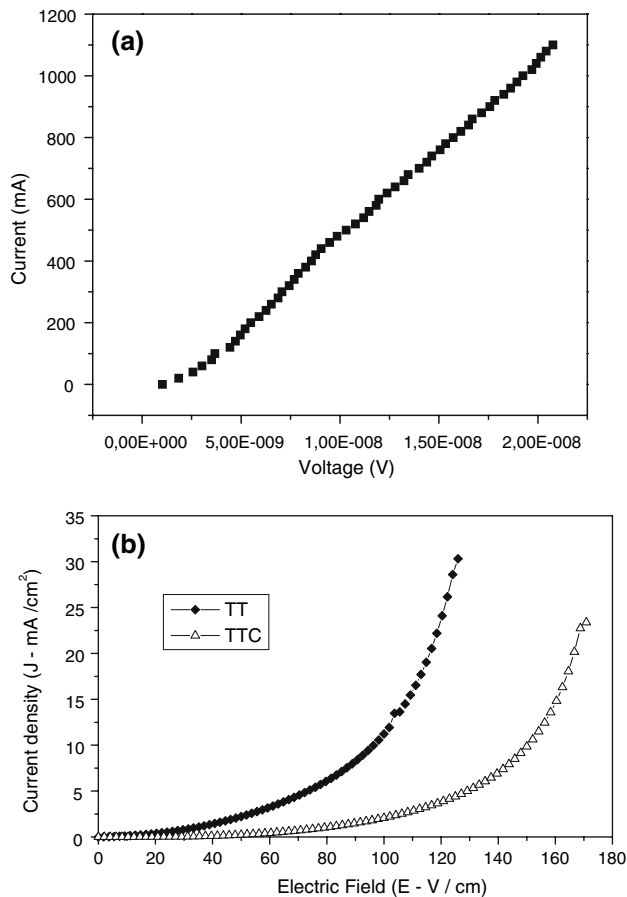 (a)
1200
1000
800
600
400
200
0
Current (mA)
0,00E+000 5,00E-009 1,00E-008 1,50E-008 2,00E-008
Voltage (V)
(b)
35
30
25
20
15
10
5
0
Current density (J - mA /cm²)
TT
TTC
0 20 40 60 80 100 120 140 160 180
Electric Field (E - V / cm)